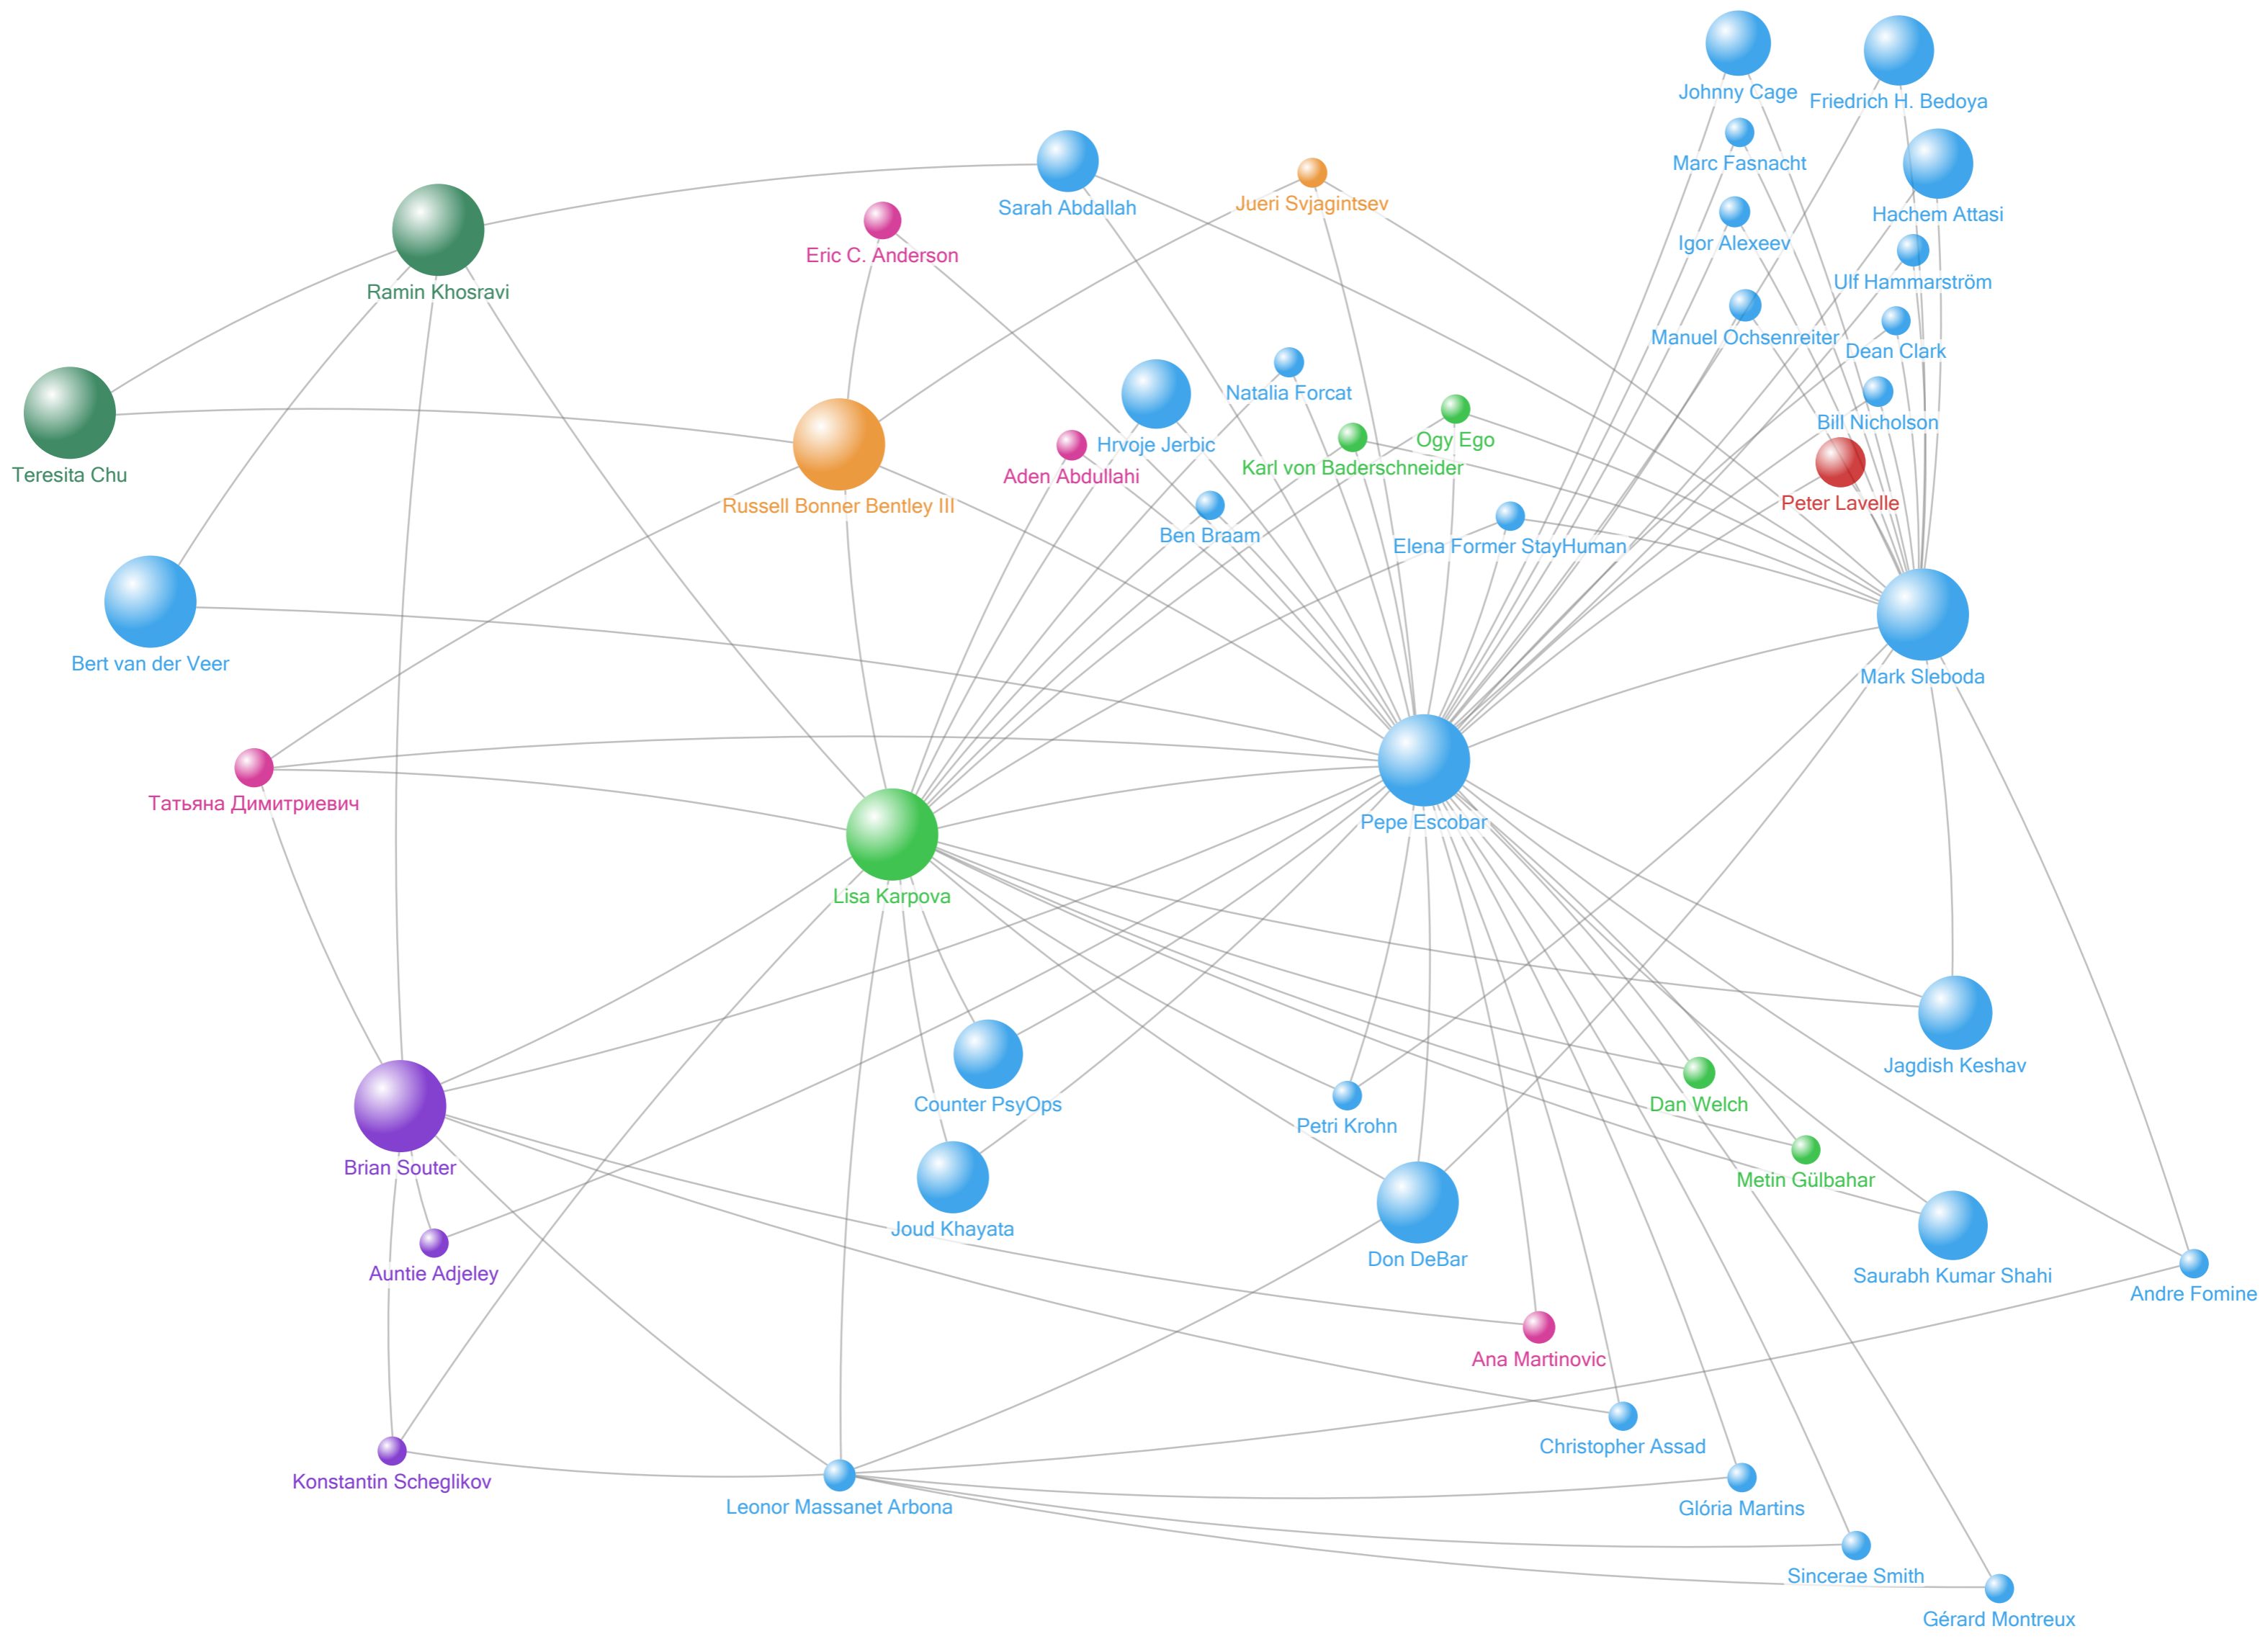 Johnny Cage
Friedrich H. Bedoya
Marc Fasnacht
Sarah Abdallah
Jueri Svjagintsev
Hachem Attasi
Igor Alexeev
Eric C. Anderson
Ulf Hammarström
Ramin Khosravi
Manuel Ochsenreiter
Dean Clark
Natalia Forcat
Bill Nicholson
Hrvoje Jerbic
Ogy Ego
Karl von Baderschneider
Teresita Chu
Aden Abdullahi
Peter Lavelle
Russell Bonner Bentley III
Ben Braam
Elena Former StayHuman
Bert van der Veer
Mark Sleboda
Татьяна Димитриевич
Pepe Escobar
Lisa Karpova
Jagdish Keshav
Counter PsyOps
Dan Welch
Petri Krohn
Brian Souter
Metin Gülbahar
Joud Khayata
Don DeBar
Auntie Adjeley
Saurabh Kumar Shahi
Andre Fomine
Ana Martinovic
Christopher Assad
Konstantin Scheglikov
Leonor Massanet Arbona
Glória Martins
Sincerae Smith
Gérard Montreux